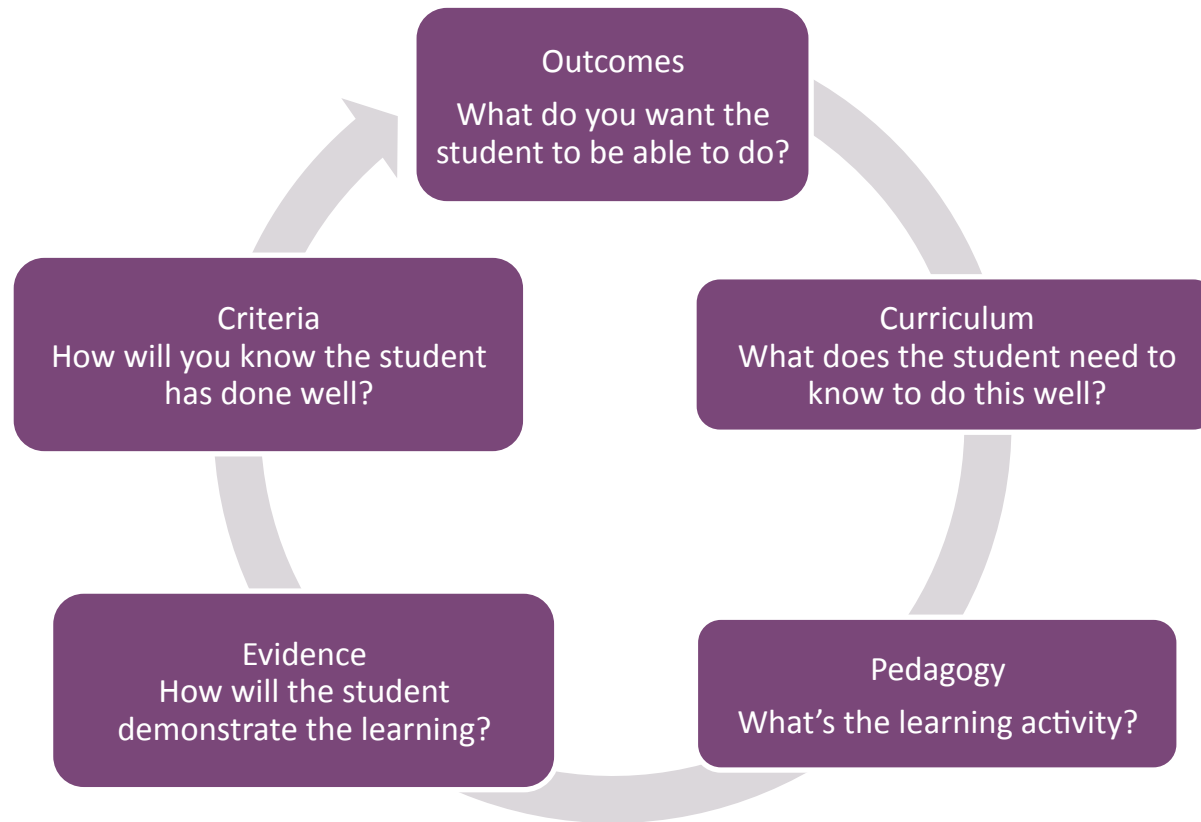 Outcomes
What do you want the
student to be able to do?
Curriculum
What does the student need to
know to do this well?
Pedagogy
What’s the learning activity?
Evidence
How will the student
demonstrate the learning?
Criteria
How will you know the student
has done well?